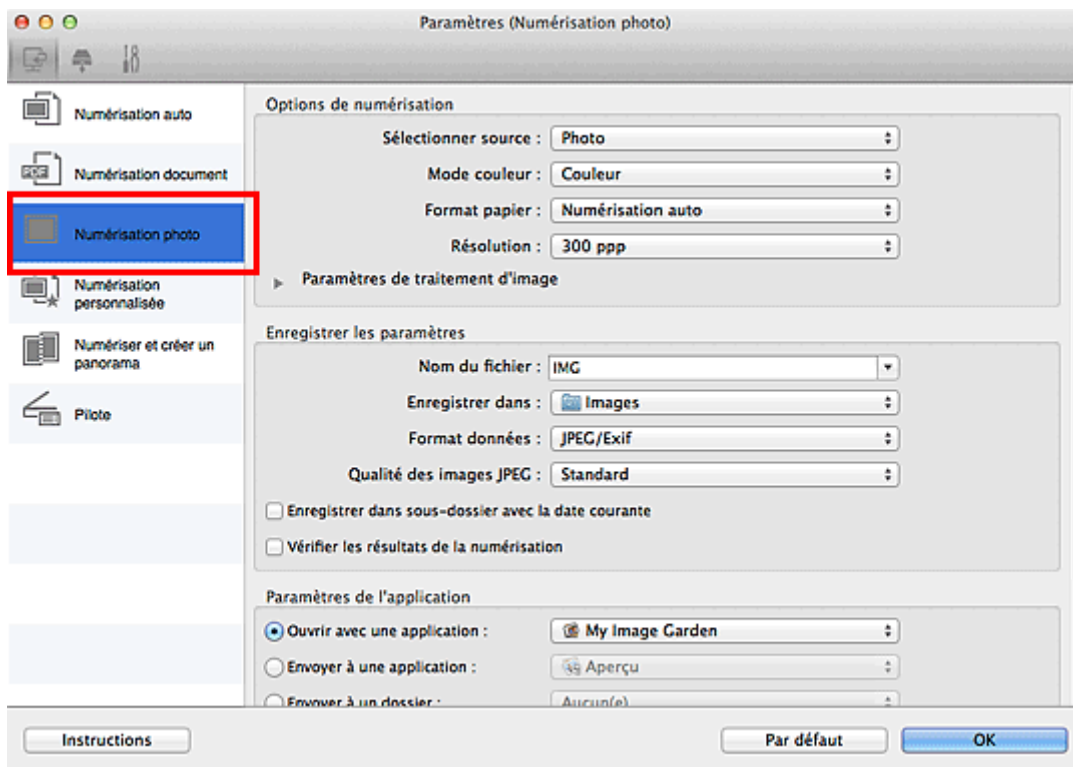 Paramètres (Numérisation photo)
Numérisation auto
PDF
Numérisation document
Numérisation photo
Numérisation
personnalisée
Numériser et créer un
panorama
Pilote
Options de numérisation
Sélectionner source : Photo
Mode couleur : Couleur
Format papier : Numérisation auto
Résolution : 300 ppp
Paramètres de traitement d'image
Enregistrer les paramètres
Nom du fichier : IMG
Enregistrer dans : Images
Format données : JPEG/Exif
Qualité des images JPEG : Standard
Enregistrer dans sous-dossier avec la date courante
Vérifier les résultats de la numérisation
Paramètres de l'application
Ouvrir avec une application : My Image Garden
Envoyer à une application : Aperçu
Envoyer à un dossier : Aucun(e)
Instructions
Par défaut
OK